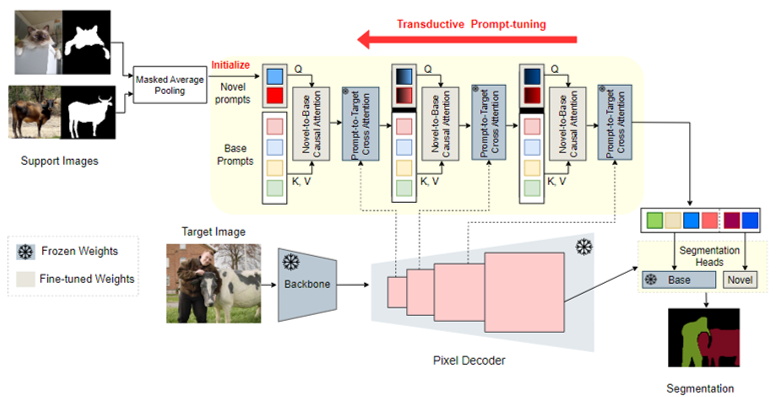 Transductive Prompt-tuning
Initialize
Masked Average
Pooling
Novel
prompts
Q
Q
Q
Novel-to-Base
Causal Attention
Prompt-to-Target
Cross Attention
Novel-to-Base
Causal Attention
Prompt-to-Target
Cross Attention
Novel-to-Base
Causal Attention
Prompt-to-Target
Cross Attention
Base
Prompts
K, V
K, V
K, V
Support Images
Target Image
Frozen Weights
Fine-tuned Weights
Backbone
Pixel Decoder
Segmentation
Heads
Base
Novel
Segmentation